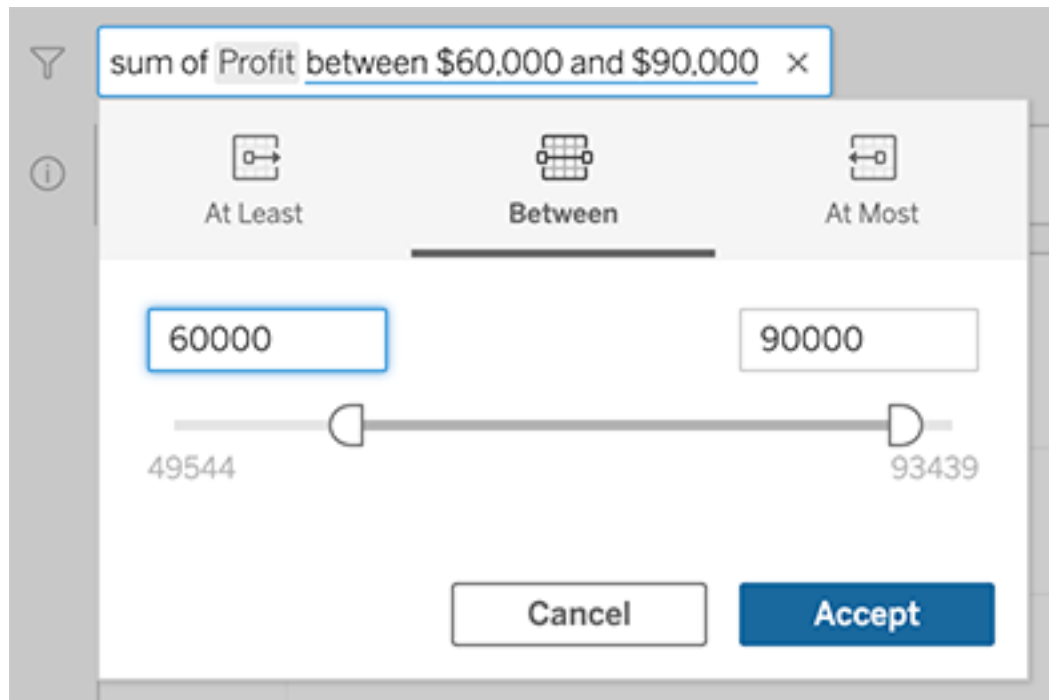 sum of Profit between $60,000 and $90,000 ×
At Least Between At Most
60000 90000
49544 93439
Cancel Accept